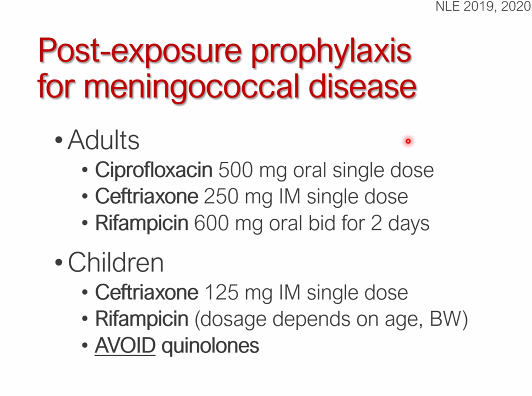 NLE 2019, 2020
Post-exposure prophylaxis
for meningococcal disease
• Adults
• Ciprofloxacin 500 mg oral single dose
• Ceftriaxone 250 mg IM single dose
• Rifampicin 600 mg oral bid for 2 days
• Children
• Ceftriaxone 125 mg IM single dose
• Rifampicin (dosage depends on age, BW)
• AVOID quinolones